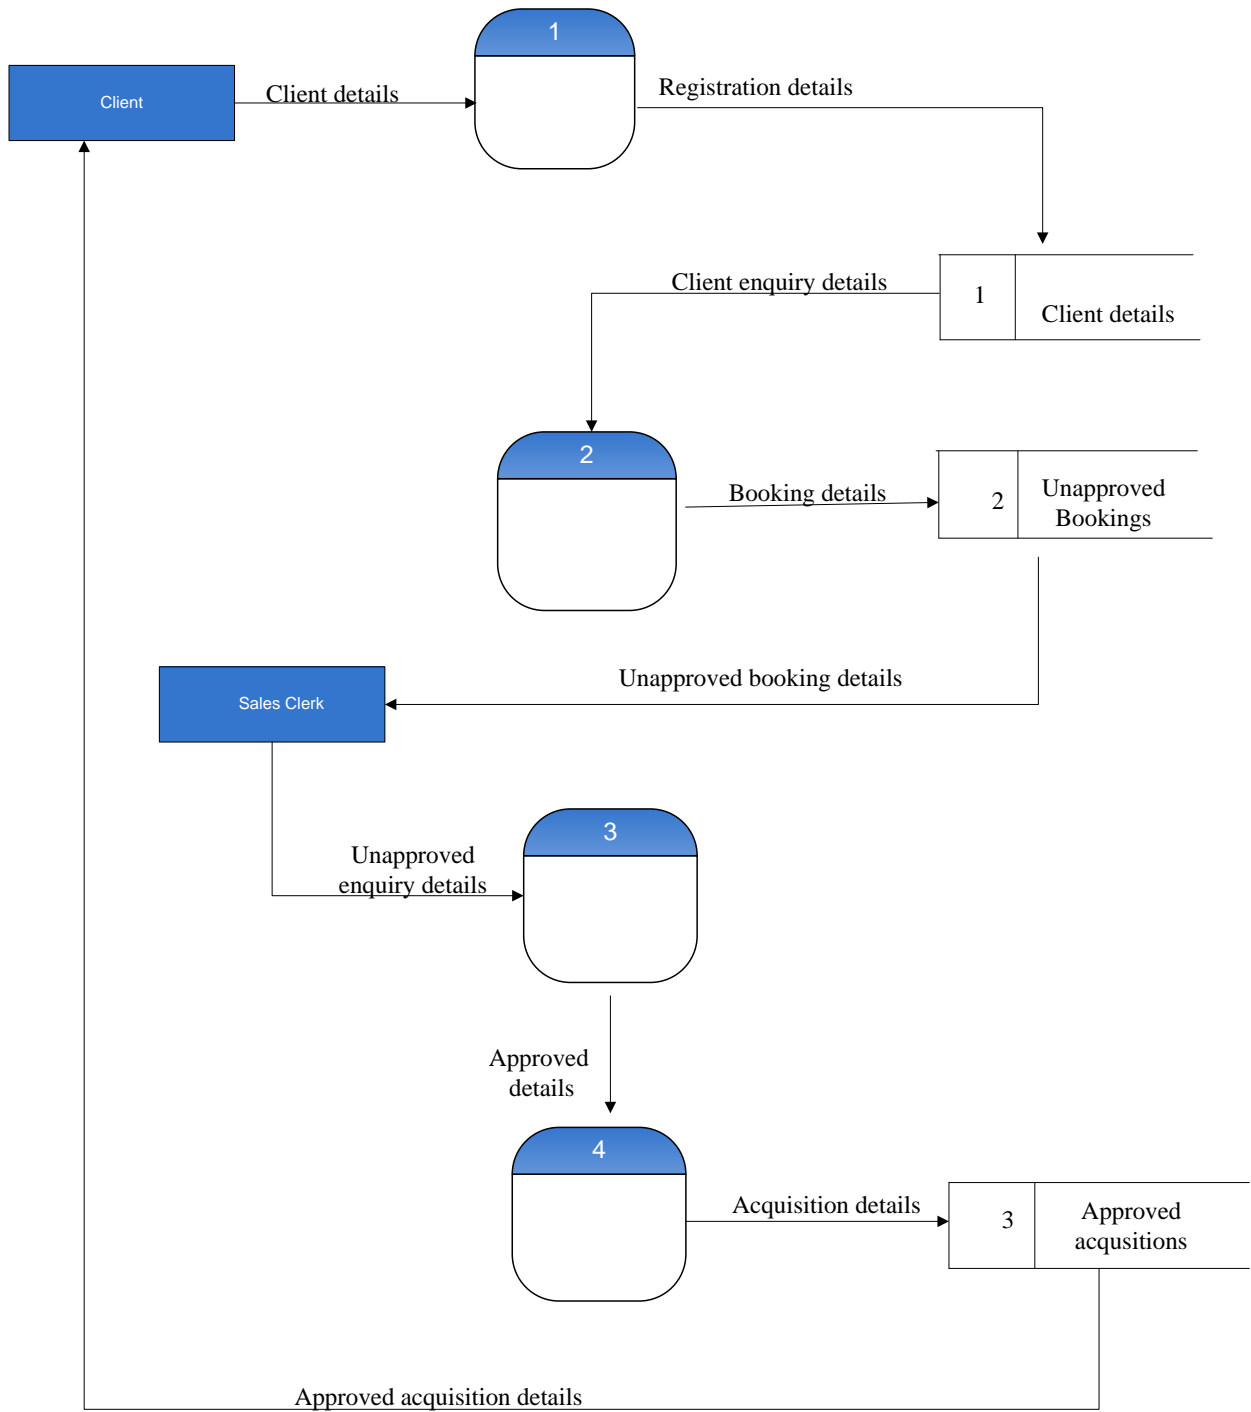 1
Client
Client details
Registration details
Client enquiry details
1
Client details
2
Booking details
2
Unapproved
Bookings
Unapproved booking details
Sales Clerk
3
Unapproved
enquiry details
Approved
details
4
Acquisition details
3
Approved
acqusitions
Approved acquisition details